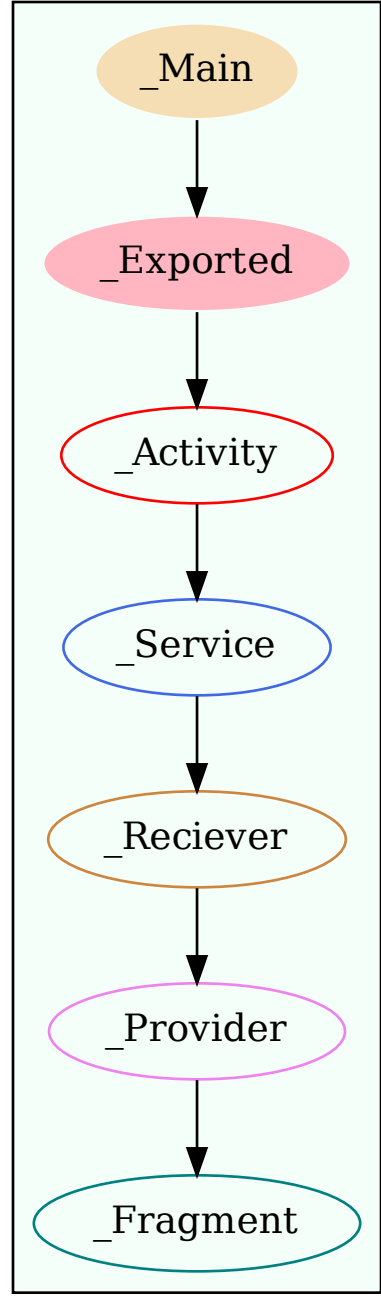 _Main
_Exported
_Activity
_Service
_Reciever
_Provider
_Fragment